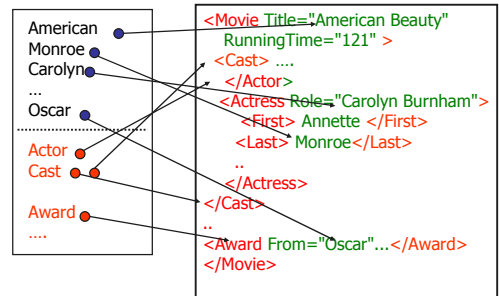 American
Monroe
Carolyn
...
Oscar
Actor
Cast
Award
....
<Movie Title="American Beauty"
RunningTime="121" >
<Cast> ....
</Actor>
<Actress Role="Carolyn Burnham">
<First> Annette </First>
<Last> Monroe</Last>
..
</Actress>
</Cast>
..
<Award From="Oscar"...</Award>
</Movie>